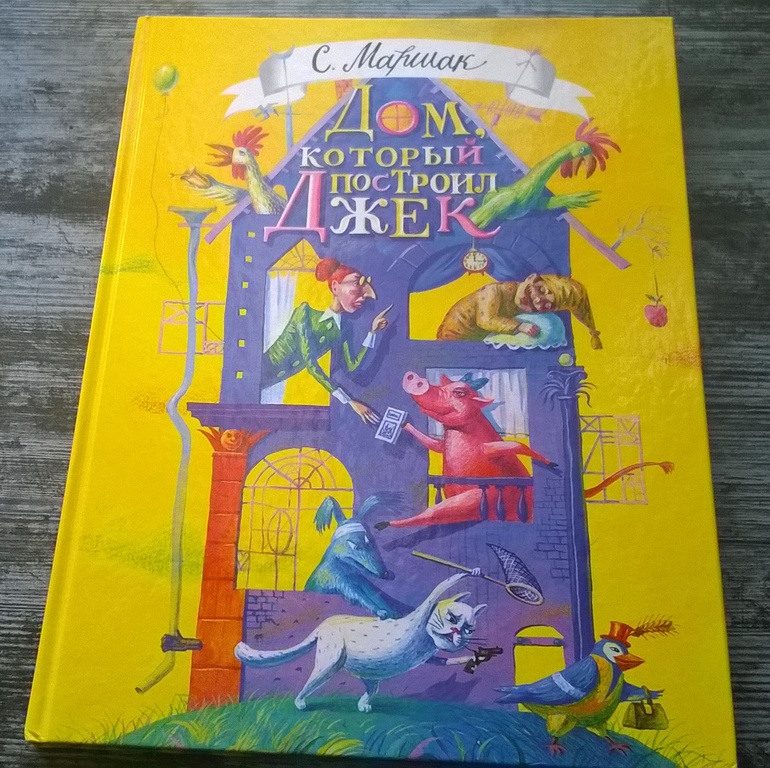 С. Маршак
Дом,
который
построил
Джек